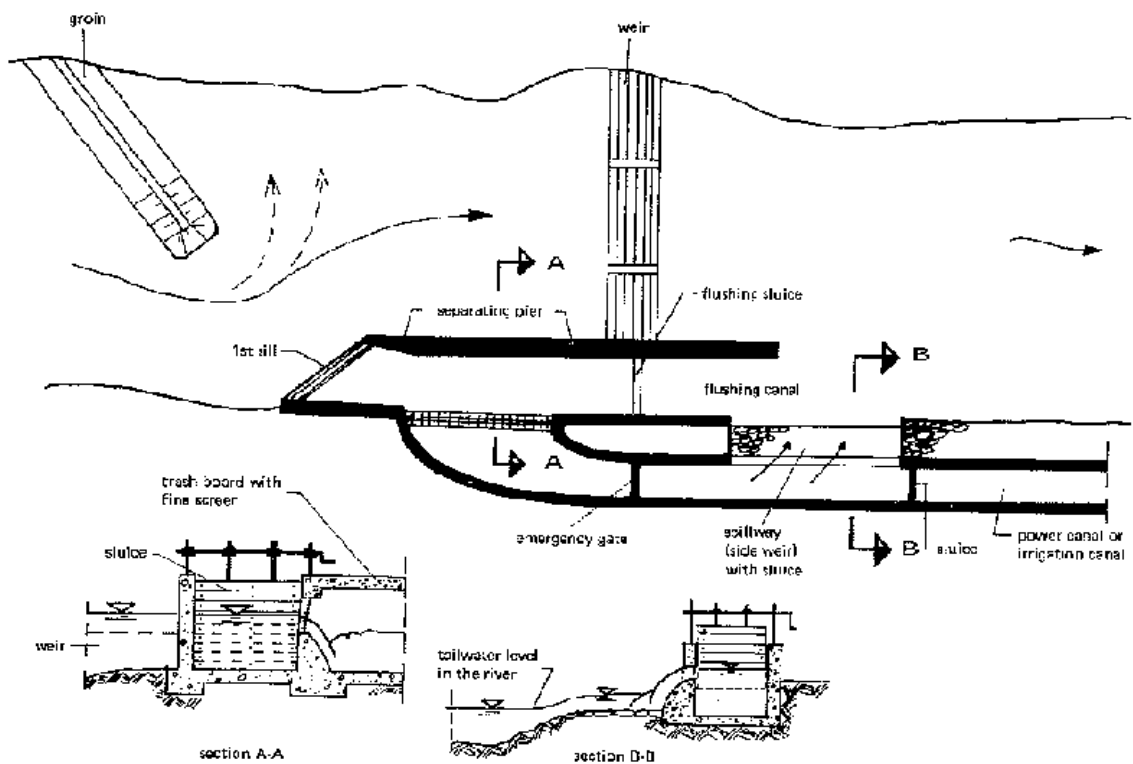 groin
weir
A
flushing sluice
separating pier
1st sill
B
flushing canal
A
trash board with
fine screen
sluice
emergency gate
spillway
(side weir)
with sluice
B
sluice
power canal or
irrigation canal
weir
tailwater level
in the river
section A-A
section B-B